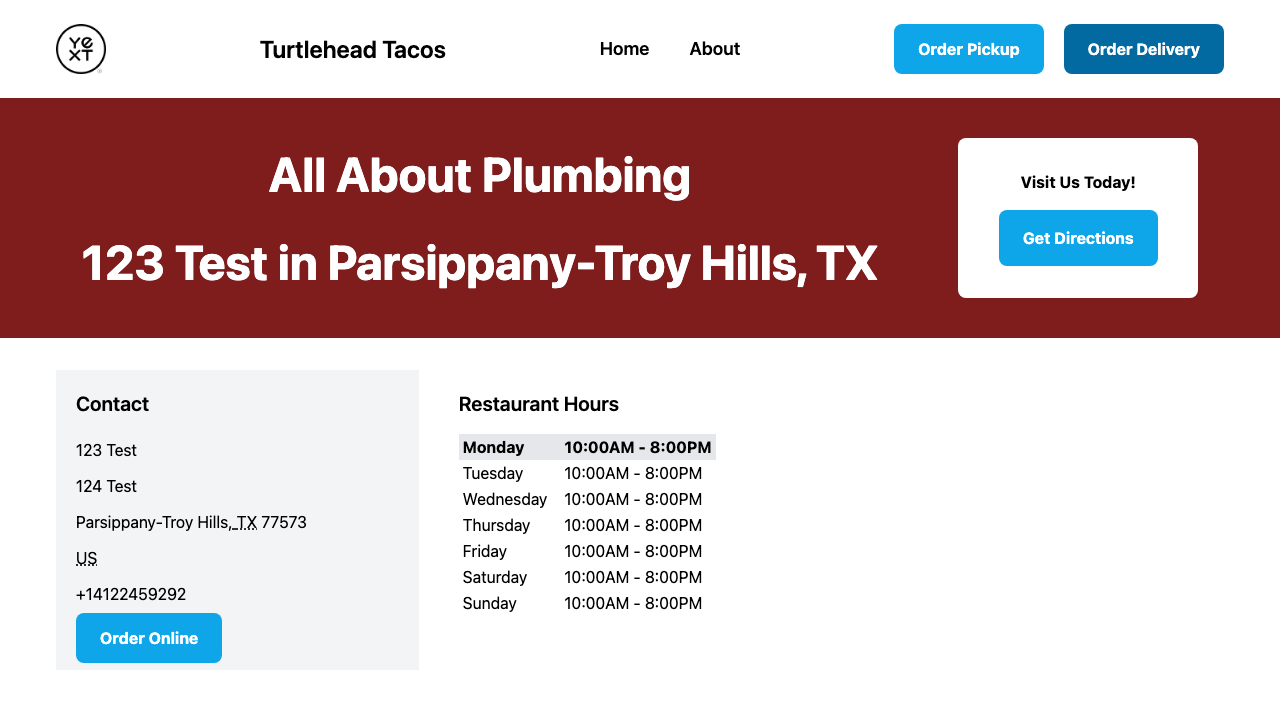 YEXT
Turtlehead Tacos
Home
About
Order Pickup
Order Delivery
All About Plumbing
123 Test in Parsippany-Troy Hills, TX
Visit Us Today!
Get Directions
Contact
123 Test
124 Test
Parsippany-Troy Hills, TX 77573
US
+14122459292
Order Online
Restaurant Hours
Monday 10:00AM - 8:00PM
Tuesday 10:00AM - 8:00PM
Wednesday 10:00AM - 8:00PM
Thursday 10:00AM - 8:00PM
Friday 10:00AM - 8:00PM
Saturday 10:00AM - 8:00PM
Sunday 10:00AM - 8:00PM